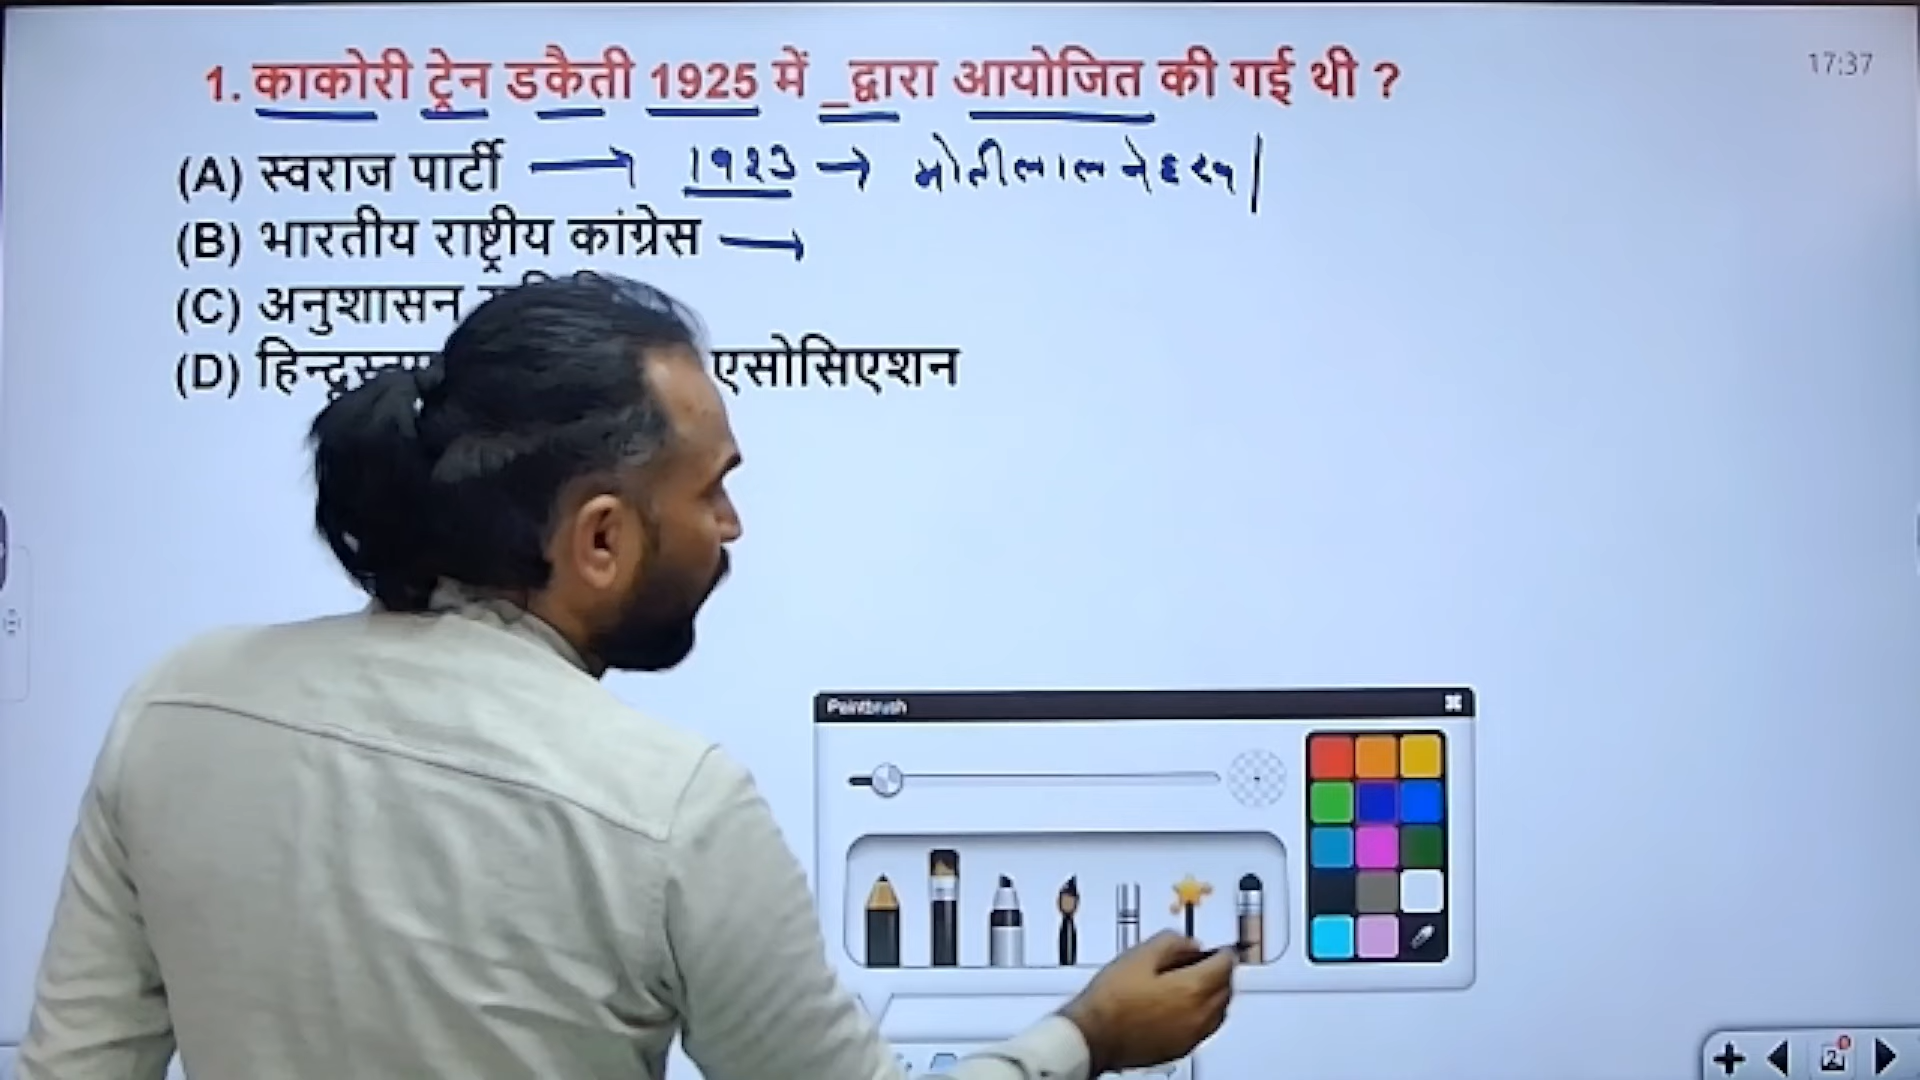 1. काकोरी ट्रेन डकैती 1925 में _द्वारा आयोजित की गई थी ?
17:37
(A) स्वराज पार्टी → 1923 → मोतीलाल नेहरू |
(B) भारतीय राष्ट्रीय कांग्रेस →
(C) अनुशासन
(D) एसोसिएशन
Paintbrush